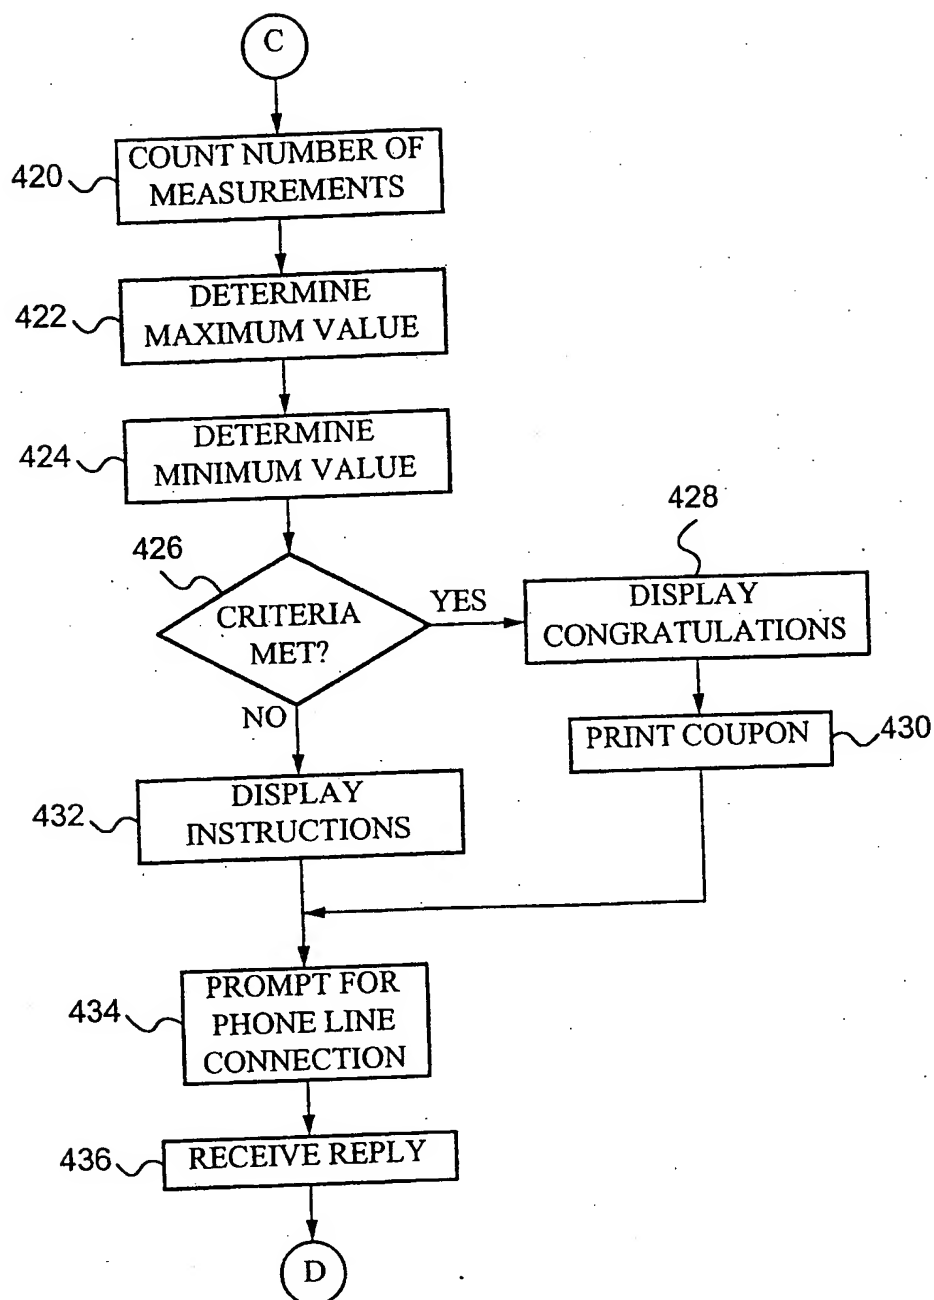 C
420
COUNT NUMBER OF
MEASUREMENTS
422
DETERMINE
MAXIMUM VALUE
424
DETERMINE
MINIMUM VALUE
426
CRITERIA
MET?
YES
NO
428
DISPLAY
CONGRATULATIONS
PRINT COUPON
430
432
DISPLAY
INSTRUCTIONS
434
PROMPT FOR
PHONE LINE
CONNECTION
436
RECEIVE REPLY
D